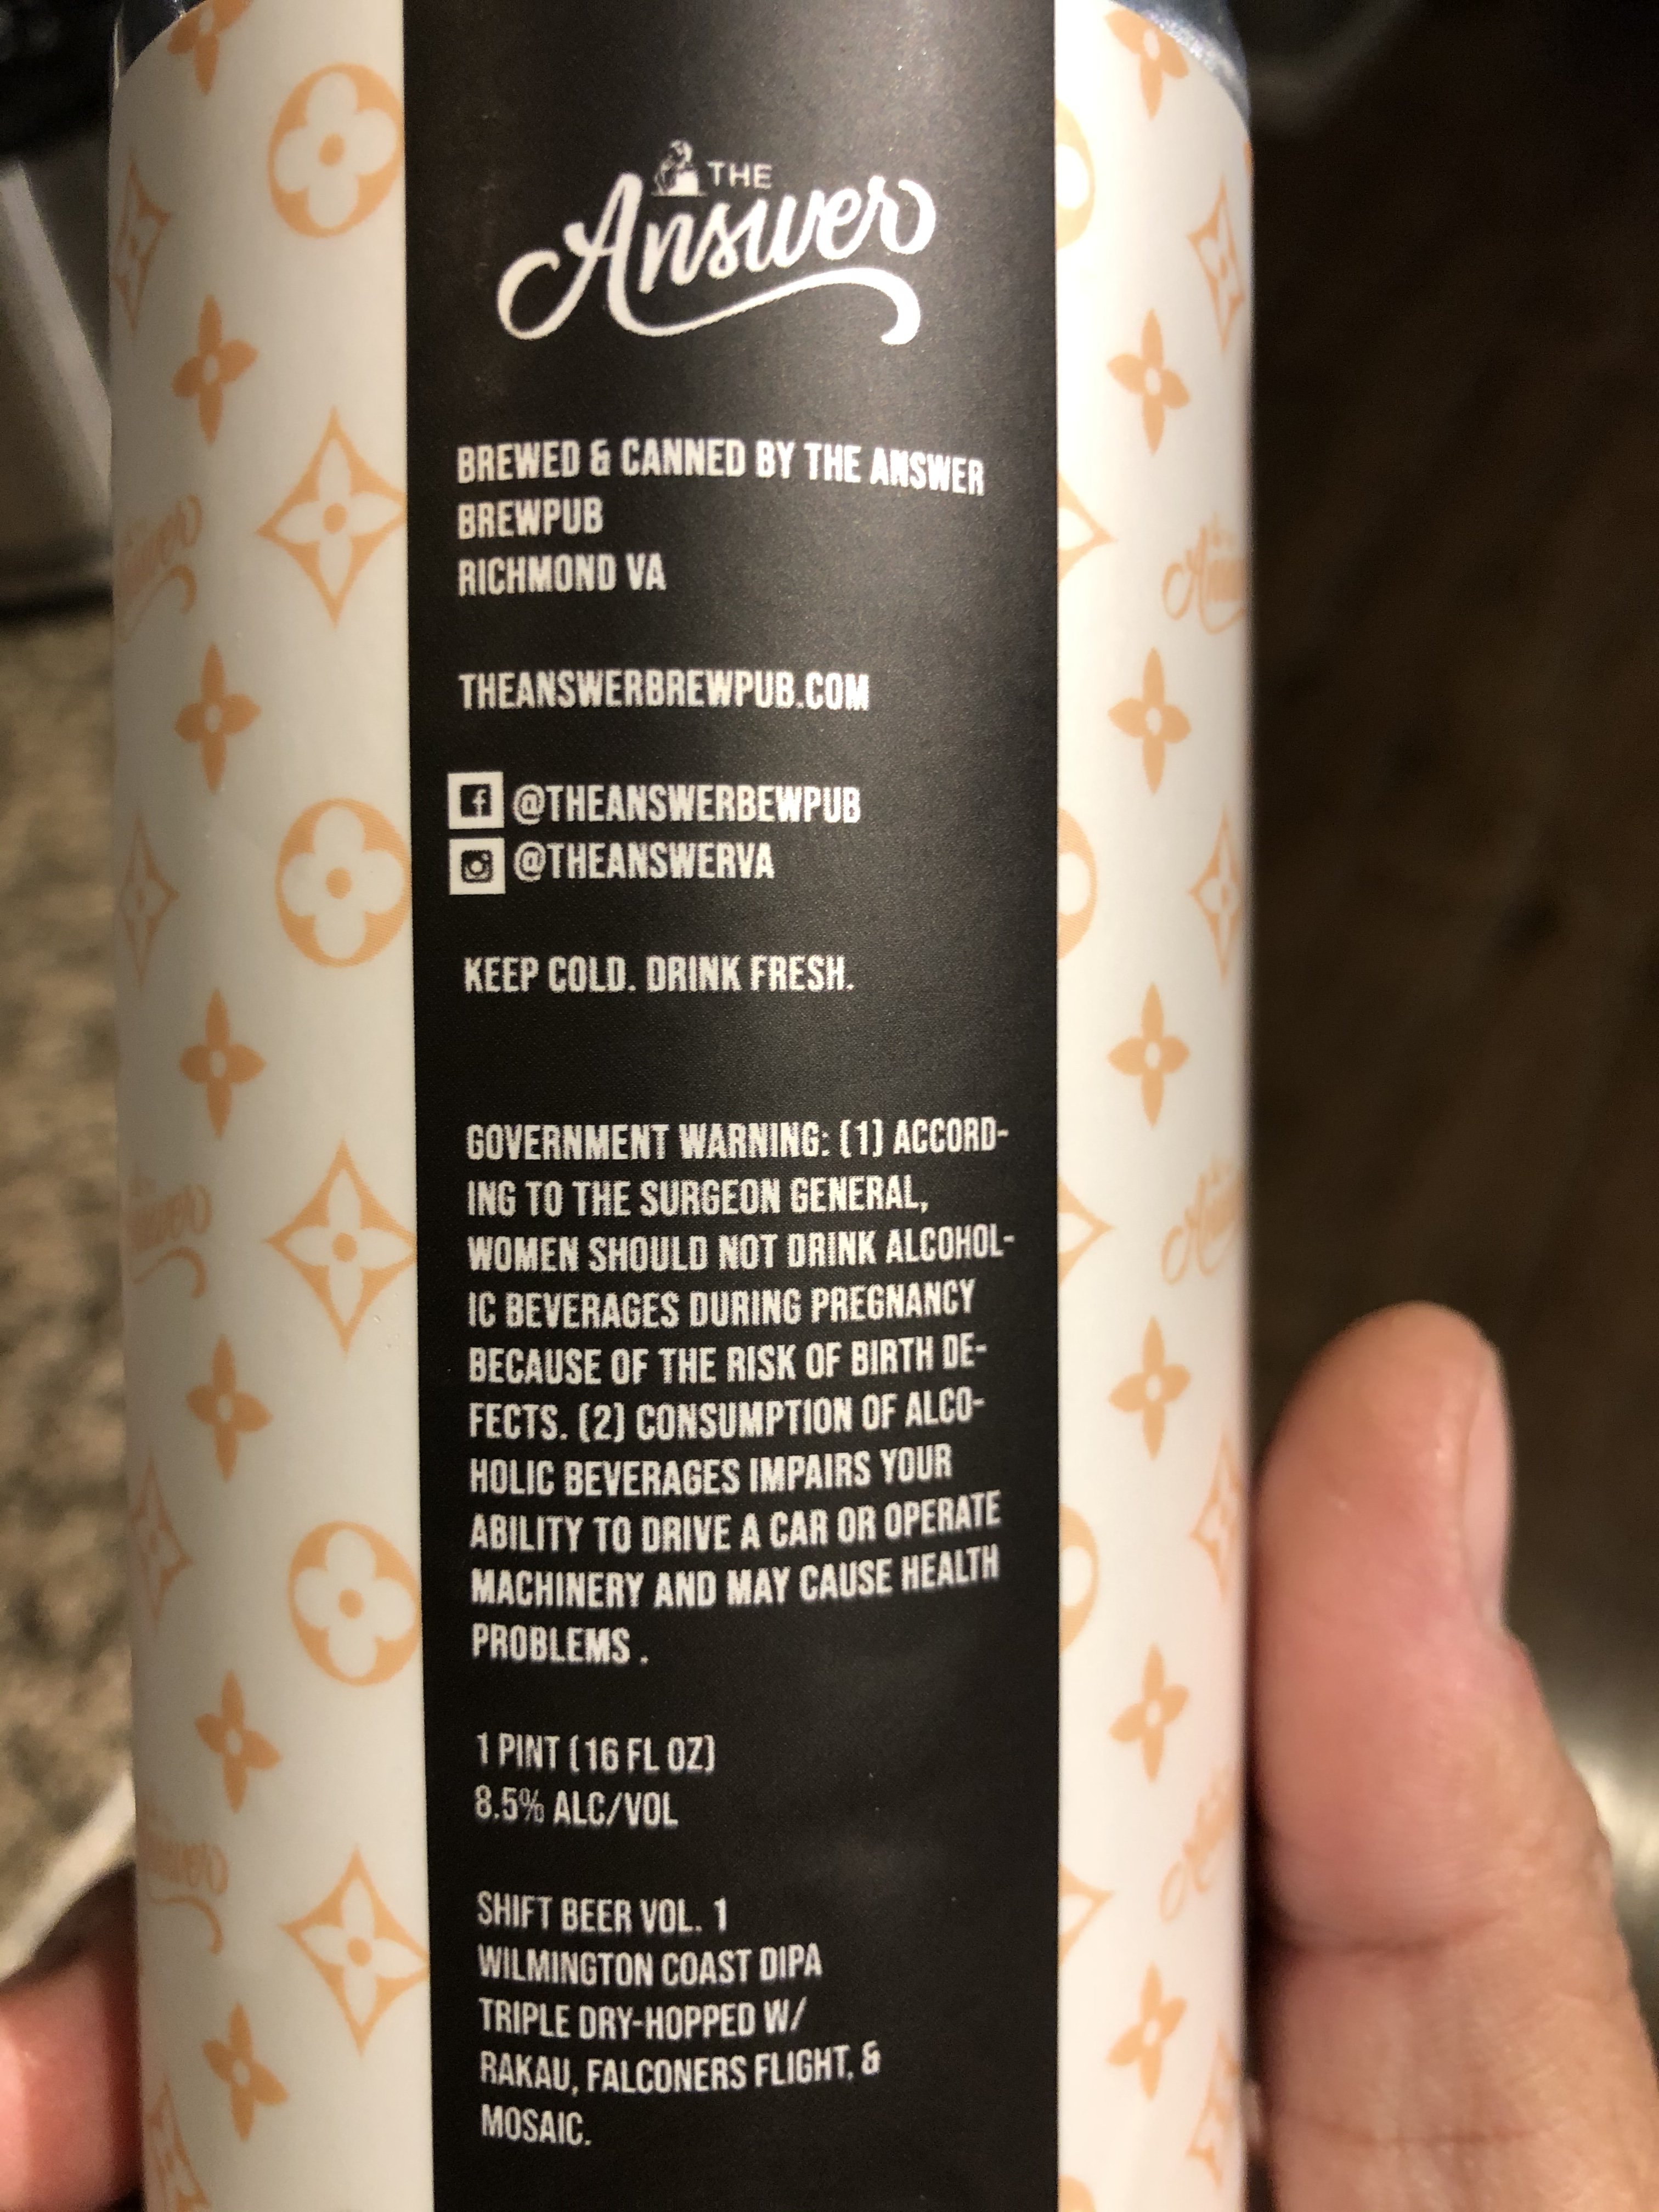 THE
Answer
BREWED & CANNED BY THE ANSWER
BREWPUB
RICHMOND VA
THEANSWERBREWPUB.COM
@THEANSWERBEWPUB
@THEANSWERVA
KEEP COLD. DRINK FRESH.
GOVERNMENT WARNING: (1) ACCORD-
ING TO THE SURGEON GENERAL,
WOMEN SHOULD NOT DRINK ALCOHOL-
IC BEVERAGES DURING PREGNANCY
BECAUSE OF THE RISK OF BIRTH DE-
FECTS. (2) CONSUMPTION OF ALCO-
HOLIC BEVERAGES IMPAIRS YOUR
ABILITY TO DRIVE A CAR OR OPERATE
MACHINERY AND MAY CAUSE HEALTH
PROBLEMS .
1 PINT (16 FL OZ)
8.5% ALC/VOL
SHIFT BEER VOL. 1
WILMINGTON COAST DIPA
TRIPLE DRY-HOPPED W/
RAKAU, FALCONERS FLIGHT, &
MOSAIC.